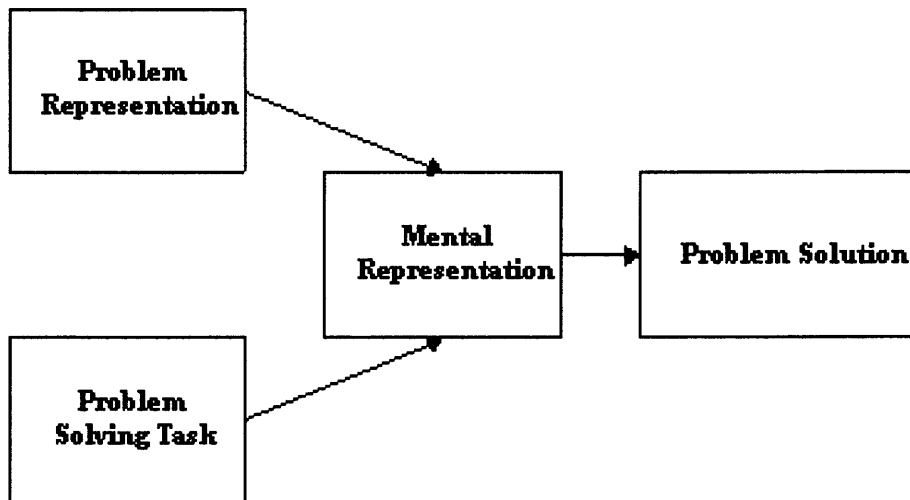 Problem
Representation
Mental
Representation
Problem Solution
Problem
Solving Task